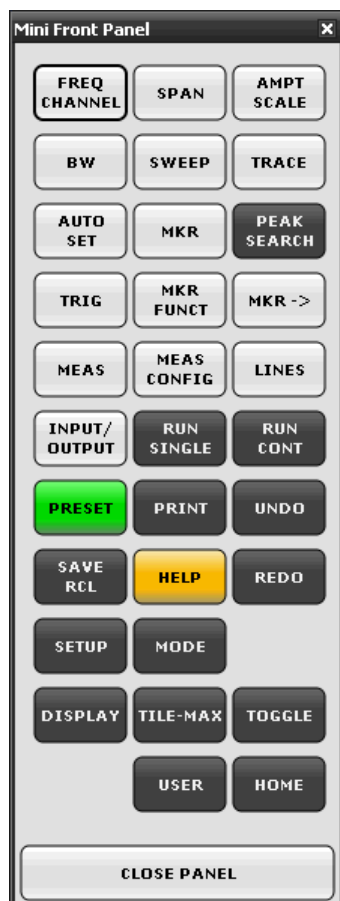 Mini Front Panel
FREQ
CHANNEL
SPAN
AMPT
SCALE
BW
SWEEP
TRACE
AUTO
SET
MKR
PEAK
SEARCH
TRIG
MKR
FUNCT
MKR ->
MEAS
MEAS
CONFIG
LINES
INPUT/
OUTPUT
RUN
SINGLE
RUN
CONT
PRESET
PRINT
UNDO
SAVE
RCL
HELP
REDO
SETUP
MODE
DISPLAY
TILE-MAX
TOGGLE
USER
HOME
CLOSE PANEL